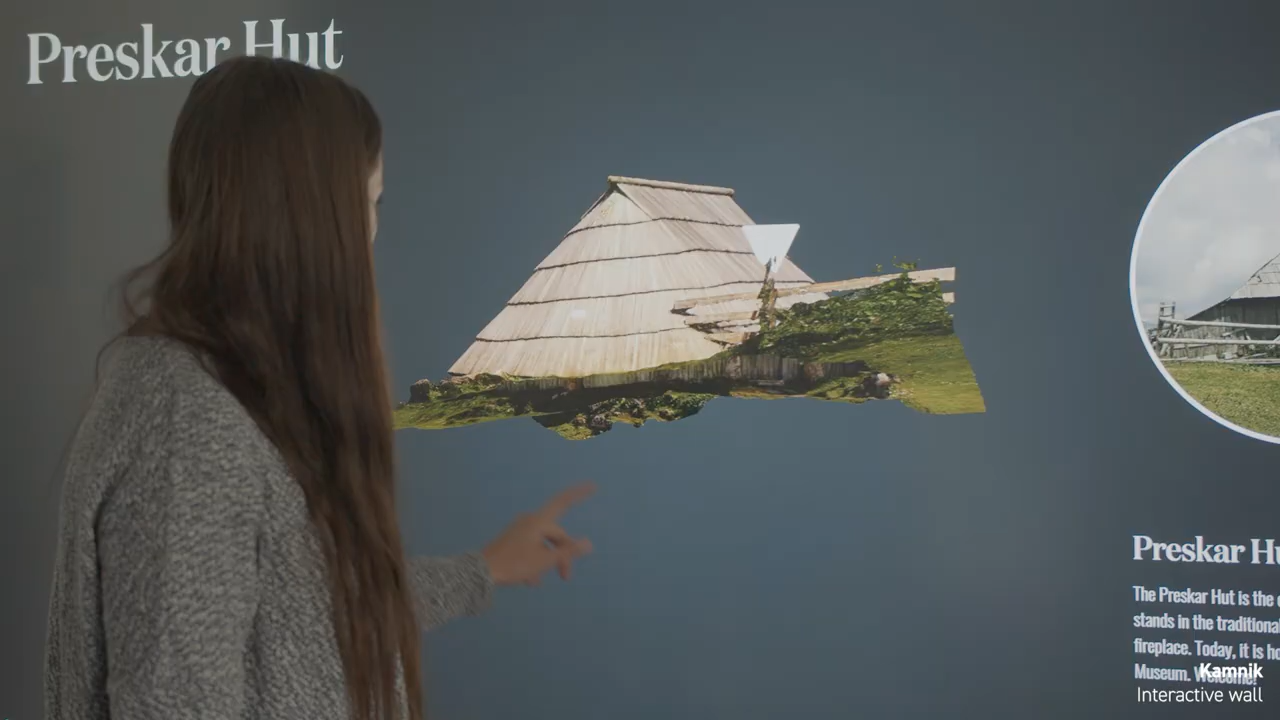 Preskar Hut
Preskar Hu
The Preskar Hut is the
stands in the traditional
fireplace. Today, it is ho
Museum. Welcome!
Kamnik
Interactive wall